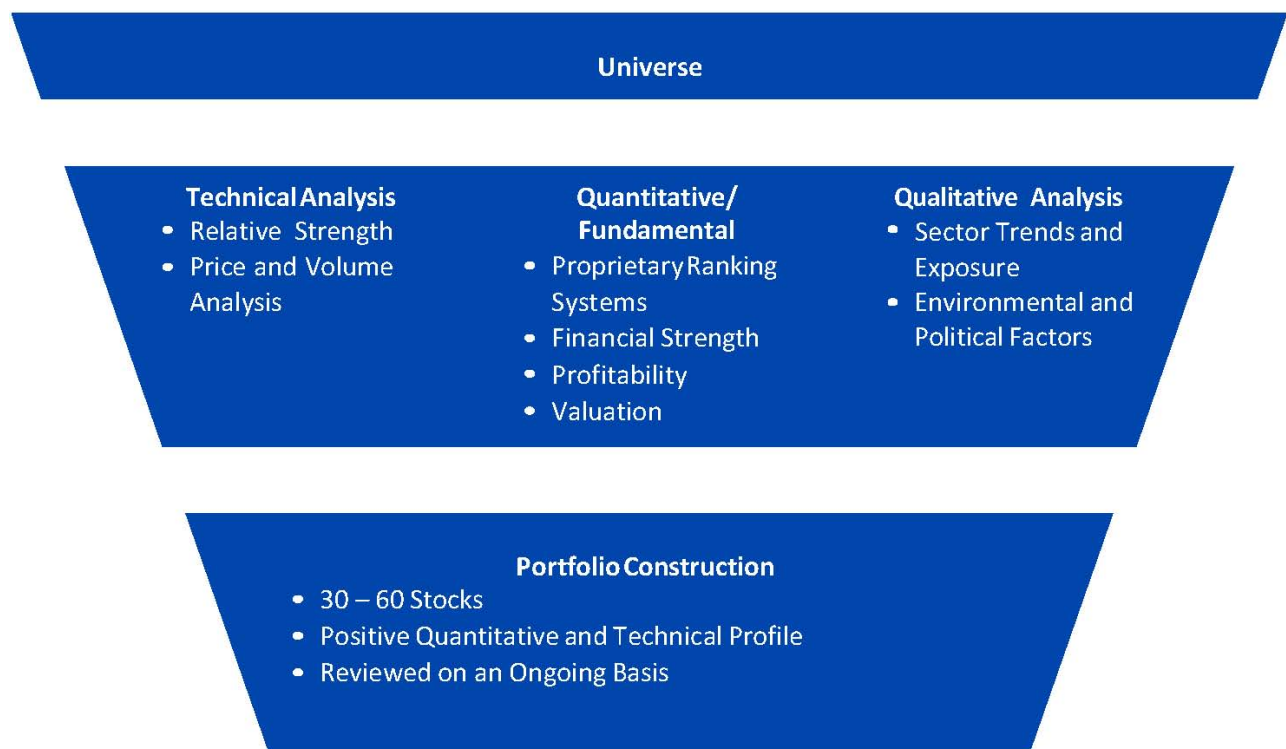 Universe
Technical Analysis
• Relative Strength
• Price and Volume
Analysis
Quantitative/
Fundamental
• Proprietary Ranking
Systems
• Financial Strength
• Profitability
• Valuation
Qualitative Analysis
• Sector Trends and
Exposure
• Environmental and
Political Factors
Portfolio Construction
• 30 – 60 Stocks
• Positive Quantitative and Technical Profile
• Reviewed on an Ongoing Basis